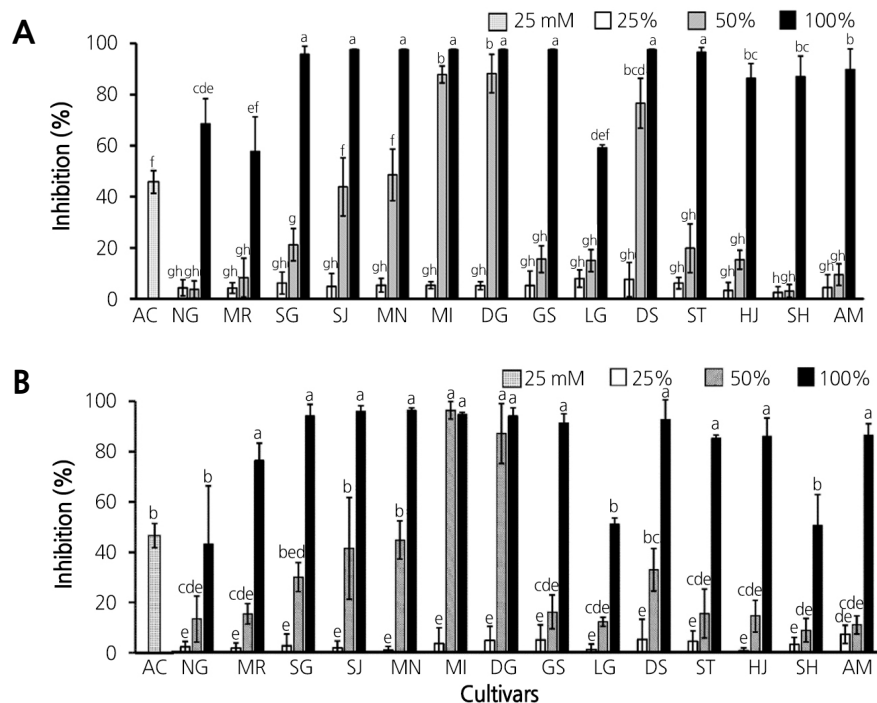 A
25 mM 25% 50% 100%
Inhibition (%)
100
80
60
40
20
0
f
gh gh cde
gh gh ef
gh g a
gh f a
gh f a
gh b a
gh b a
gh gh a
gh gh def
gh bcd a
gh gh a
gh gh bc
h gh bc
gh gh b
AC NG MR SG SJ MN MI DG GS LG DS ST HJ SH AM
B
25 mM 25% 50% 100%
Inhibition (%)
100
80
60
40
20
0
b
e cde b
e cde a
e bed a
e b a
e b a
e a a
e a a
e cde a
e cde b
e bc a
e cde a
e cde a
e de b
de cde a
AC NG MR SG SJ MN MI DG GS LG DS ST HJ SH AM
Cultivars